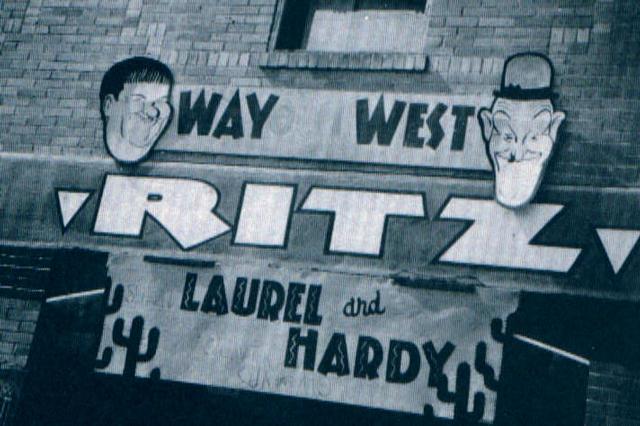 WAY WEST
RITZ
LAUREL and
HARDY